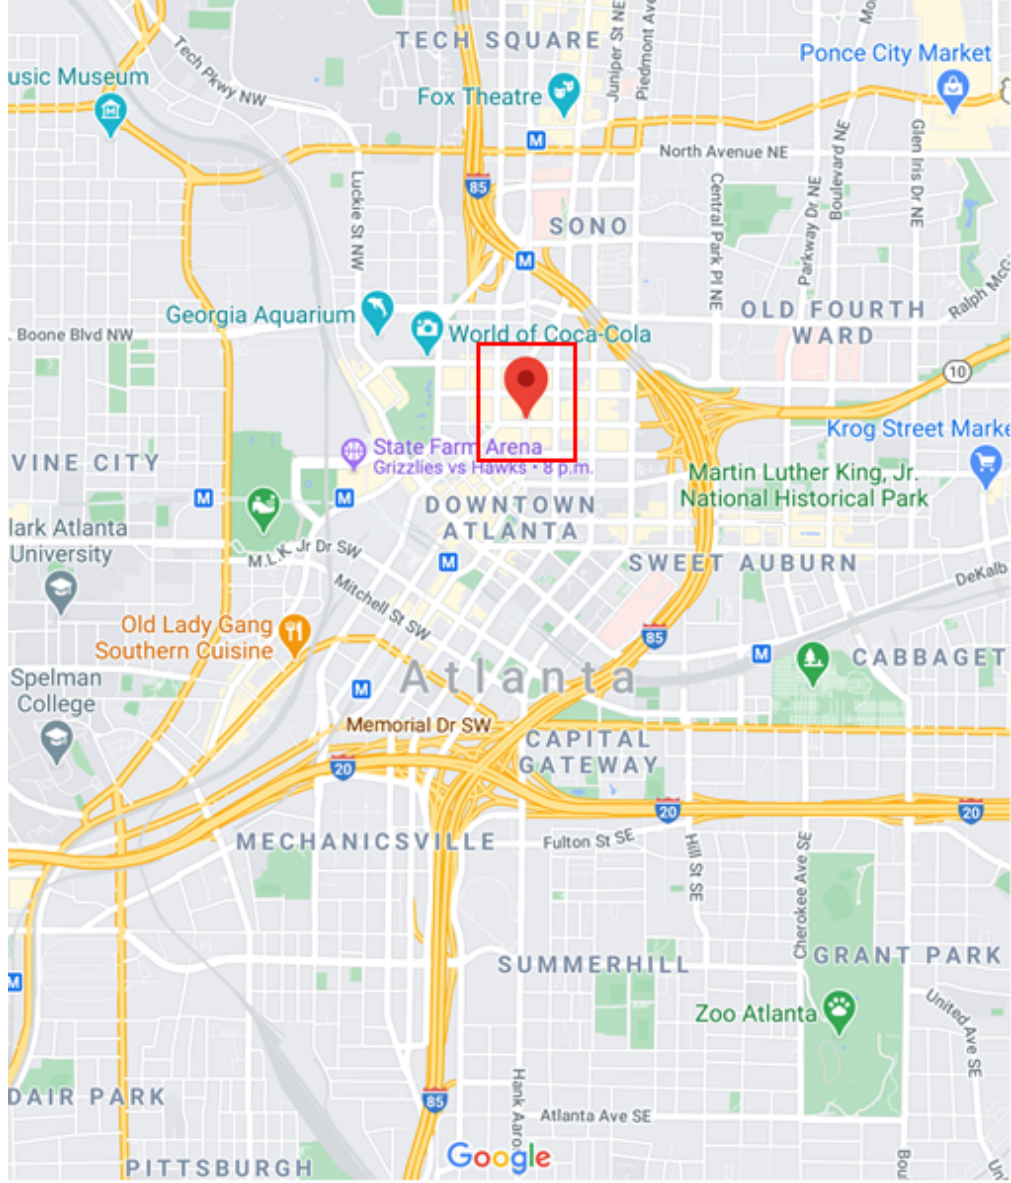 TECH SQUARE
Juniper St NE
Piedmont Ave
Mo
Ponce City Market
usic Museum
Tech Pkwy NW
Fox Theatre
M
North Avenue NE
Glen Iris Dr NE
Boulevard NE
Parkway Dr NE
Central Park Pl NE
Luckie St NW
85
SONO
M
Ralph McG
Georgia Aquarium
OLD FOURTH
WARD
Boone Blvd NW
World of Coca-Cola
10
Krog Street Marke
State Farm Arena
Grizzlies vs Hawks • 8 p.m.
VINE CITY
Martin Luther King, Jr.
National Historical Park
M
M
DOWNTOWN
ATLANTA
lark Atlanta
University
M.L.K. Jr Dr SW
M
SWEET AUBURN
DeKalb
Mitchell St SW
Old Lady Gang
Southern Cuisine
85
M
CABBAGET
Spelman
College
Atlanta
M
Memorial Dr SW
CAPITAL
GATEWAY
20
20
20
MECHANICSVILLE
Fulton St SE
Hill St SE
Cherokee Ave SE
SUMMERHILL
GRANT PARK
M
Zoo Atlanta
United Ave SE
DAIR PARK
85
Hank Aaro
Atlanta Ave SE
Google
PITTSBURGH
Bou